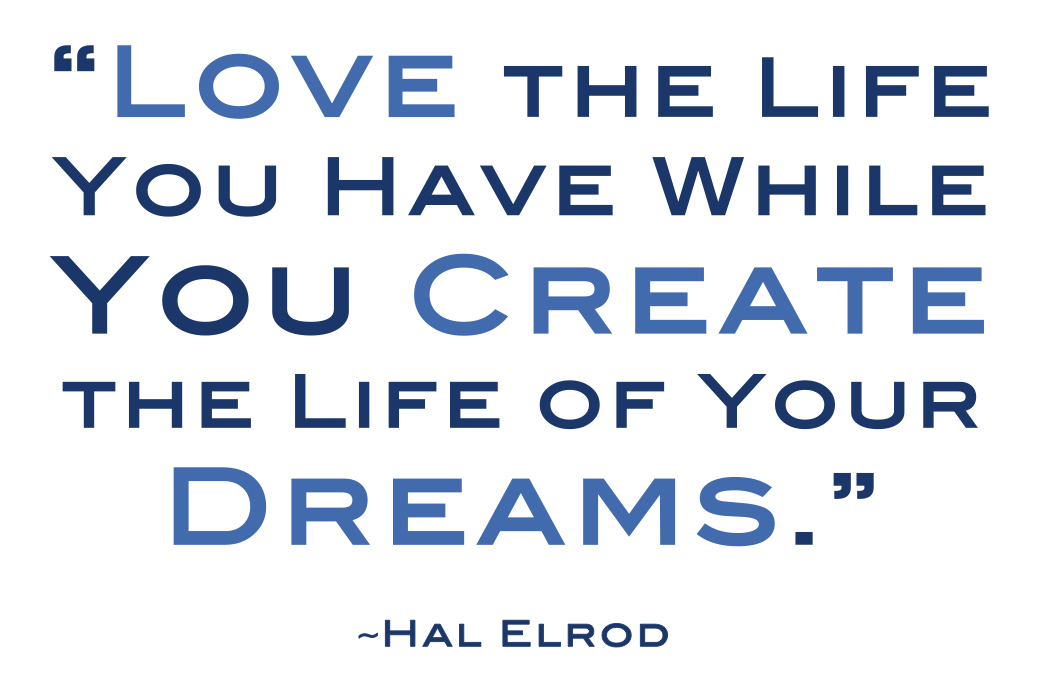 “Love the Life
You Have While
You Create
the Life of Your
Dreams.”
~Hal Elrod